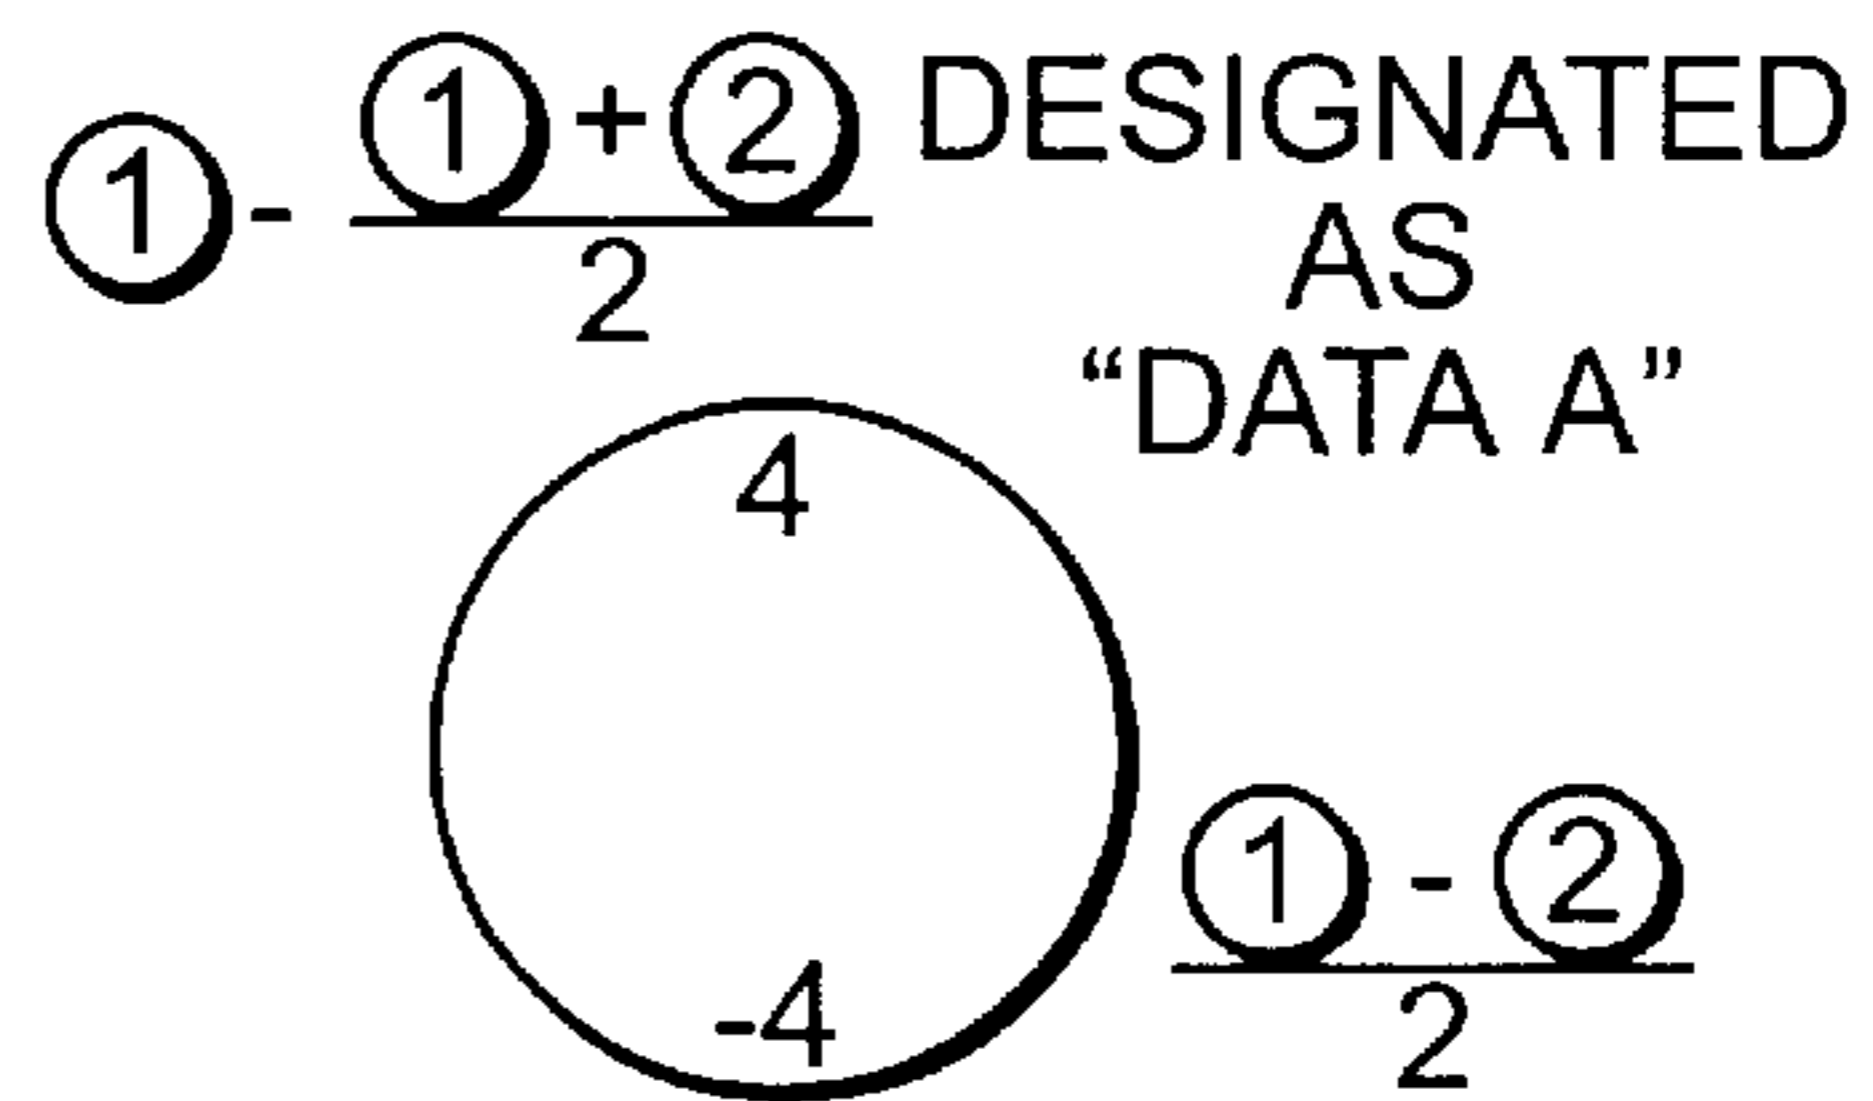 ① - (① + ②) / 2 DESIGNATED
AS
“DATA A”
4
-4
(① - ②) / 2